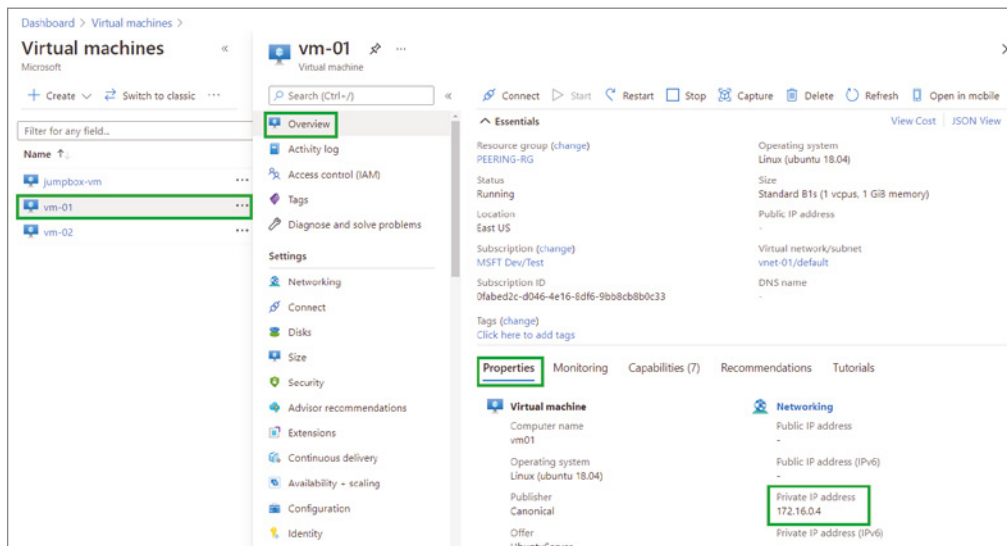 Dashboard > Virtual machines >
Virtual machines «
Microsoft
+ Create Switch to classic ...
Filter for any field...
Name ↑
jumpbox-vm ...
vm-01 ...
vm-02 ...
vm-01 ...
Virtual machine
Search (Ctrl+/) «
Overview
Activity log
Access control (IAM)
Tags
Diagnose and solve problems
Settings
Networking
Connect
Disks
Size
Security
Advisor recommendations
Extensions
Continuous delivery
Availability + scaling
Configuration
Identity
Connect Start Restart Stop Capture Delete Refresh Open in mobile
Essentials View Cost JSON View
Resource group (change)
PEERING-RG
Status
Running
Location
East US
Subscription (change)
MSFT Dev/Test
Subscription ID
0fabed2c-d046-4e16-8df6-9bb8cb8b0c33
Tags (change)
Click here to add tags
Operating system
Linux (ubuntu 18.04)
Size
Standard B1s (1 vcpus, 1 GiB memory)
Public IP address
-
Virtual network/subnet
vnet-01/default
DNS name
-
Properties Monitoring Capabilities (7) Recommendations Tutorials
Virtual machine
Computer name
vm01
Operating system
Linux (ubuntu 18.04)
Publisher
Canonical
Offer
UbuntuServer
Networking
Public IP address
-
Public IP address (IPv6)
-
Private IP address
172.16.0.4
Private IP address (IPv6)